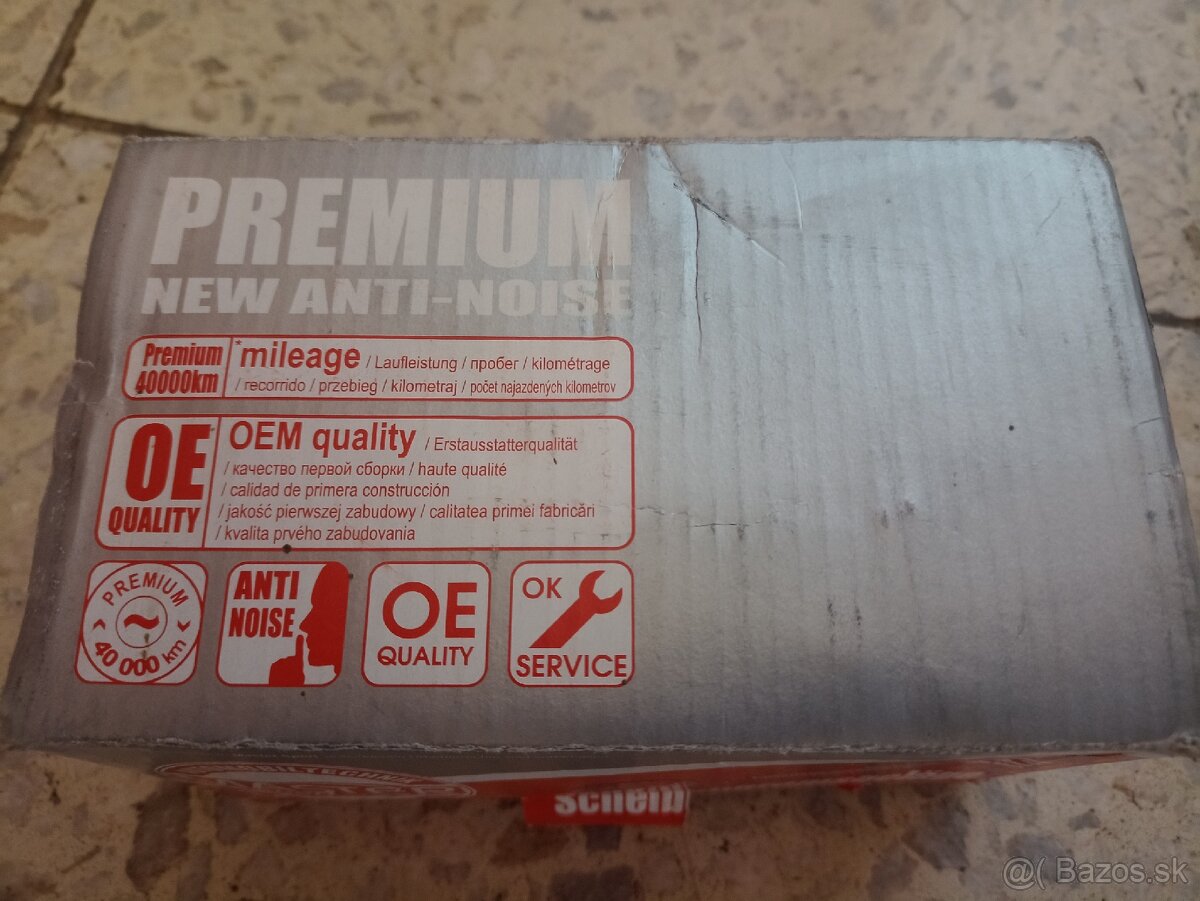 PREMIUM
NEW ANTI-NOISE
Premium 40000km
*mileage / Laufleistung / пробег / kilométrage
/ recorrido / przebieg / kilometraj / počet najazdených kilometrov
OE QUALITY
OEM quality / Erstausstatterqualität
/ качество первой сборки / haute qualité
/ calidad de primera construcción
/ jakość pierwszej zabudowy / calitatea primei fabricări
/ kvalita prvého zabudovania
PREMIUM
~
< 40 000 km >
ANTI
NOISE
OE
QUALITY
OK
SERVICE
@( Bazos.sk